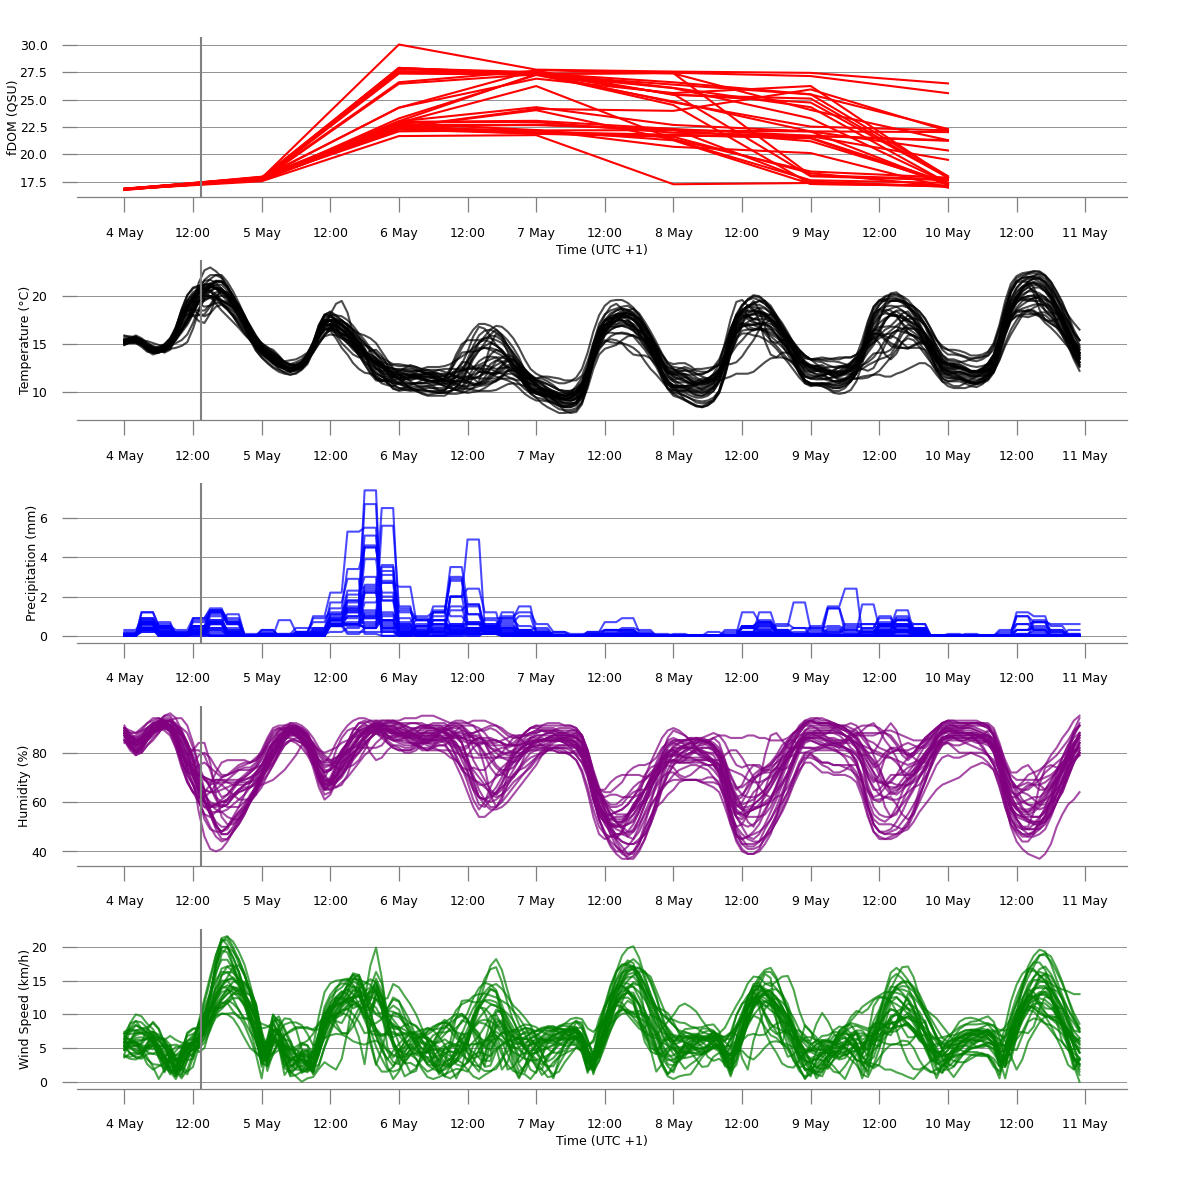 fDOM (QSU)
30.0
27.5
25.0
22.5
20.0
17.5
4 May 12:00 5 May 12:00 6 May 12:00 7 May 12:00 8 May 12:00 9 May 12:00 10 May 12:00 11 May
Time (UTC +1)
Temperature (°C)
20
15
10
4 May 12:00 5 May 12:00 6 May 12:00 7 May 12:00 8 May 12:00 9 May 12:00 10 May 12:00 11 May
Precipitation (mm)
6
4
2
0
4 May 12:00 5 May 12:00 6 May 12:00 7 May 12:00 8 May 12:00 9 May 12:00 10 May 12:00 11 May
Humidity (%)
80
60
40
4 May 12:00 5 May 12:00 6 May 12:00 7 May 12:00 8 May 12:00 9 May 12:00 10 May 12:00 11 May
Wind Speed (km/h)
20
15
10
5
0
4 May 12:00 5 May 12:00 6 May 12:00 7 May 12:00 8 May 12:00 9 May 12:00 10 May 12:00 11 May
Time (UTC +1)